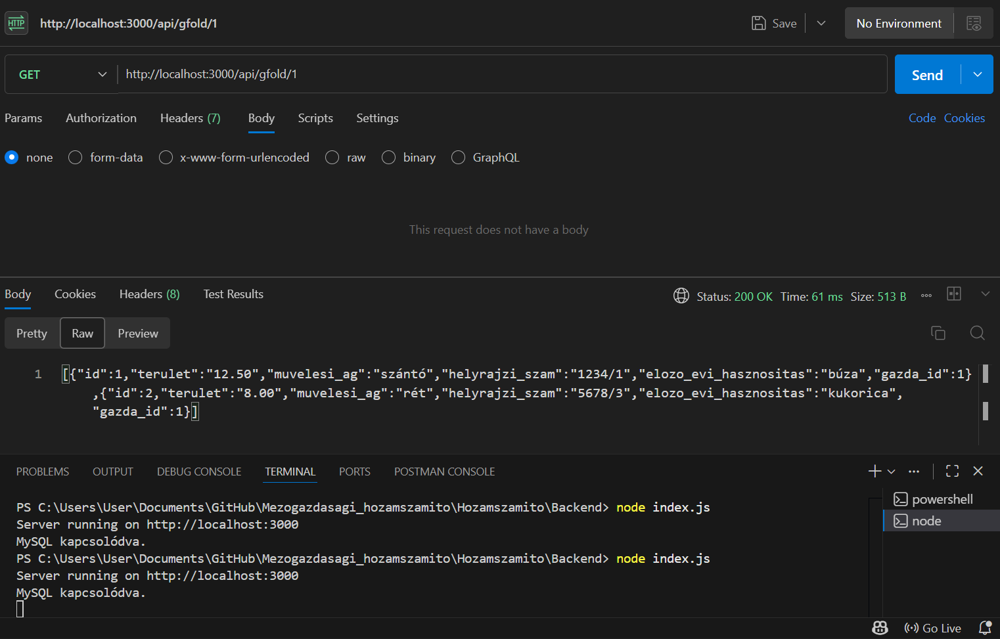 HTTP http://localhost:3000/api/gfold/1 Save No Environment
GET http://localhost:3000/api/gfold/1 Send
Params Authorization Headers (7) Body Scripts Settings Code Cookies
none form-data x-www-form-urlencoded raw binary GraphQL
This request does not have a body
Body Cookies Headers (8) Test Results Status: 200 OK Time: 61 ms Size: 513 B
Pretty Raw Preview
1 [{"id":1,"terulet":"12.50","muvelesi_ag":"szántó","helyrajzi_szam":"1234/1","elozo_evi_hasznositas":"búza","gazda_id":1}
,{"id":2,"terulet":"8.00","muvelesi_ag":"rét","helyrajzi_szam":"5678/3","elozo_evi_hasznositas":"kukorica",
"gazda_id":1}]
PROBLEMS OUTPUT DEBUG CONSOLE TERMINAL PORTS POSTMAN CONSOLE
PS C:\Users\User\Documents\GitHub\Mezogazdasagi_hozamszamito\Hozamszamito\Backend> node index.js
Server running on http://localhost:3000
MySQL kapcsolódva.
PS C:\Users\User\Documents\GitHub\Mezogazdasagi_hozamszamito\Hozamszamito\Backend> node index.js
Server running on http://localhost:3000
MySQL kapcsolódva.
powershell
node
Go Live